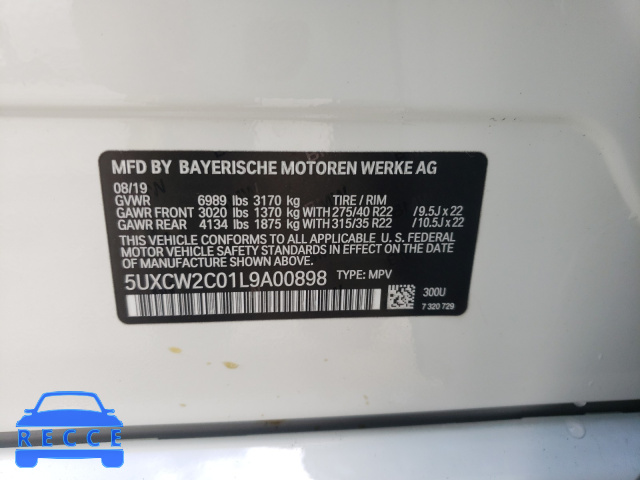 MFD BY BAYERISCHE MOTOREN WERKE AG
08/19
GVWR 6989 lbs 3170 kg TIRE / RIM
GAWR FRONT 3020 lbs 1370 kg WITH 275/40 R22 /9.5J x 22
GAWR REAR 4134 lbs 1875 kg WITH 315/35 R22 /10.5J x 22
THIS VEHICLE CONFORMS TO ALL APPLICABLE U. S. FEDERAL
MOTOR VEHICLE SAFETY STANDARDS IN EFFECT ON THE DATE OF
MANUFACTURE SHOWN ABOVE.
5UXCW2C01L9A00898 TYPE: MPV
300U
7 320 729
RECCE